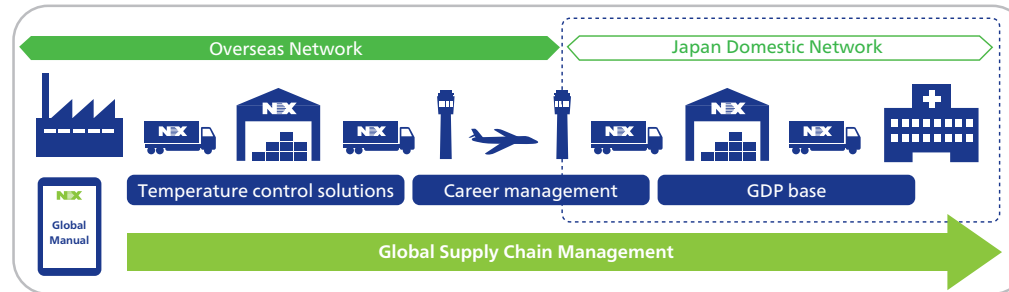 Overseas Network
Japan Domestic Network
NEX
NEX
NEX
NEX
NEX
NEX
Temperature control solutions
Career management
GDP base
NEX
Global
Manual
Global Supply Chain Management